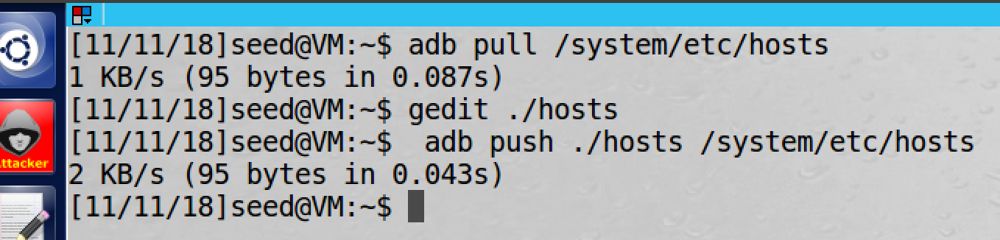 [11/11/18]seed@VM:~$ adb pull /system/etc/hosts
1 KB/s (95 bytes in 0.087s)
[11/11/18]seed@VM:~$ gedit ./hosts
[11/11/18]seed@VM:~$  adb push ./hosts /system/etc/hosts
2 KB/s (95 bytes in 0.043s)
[11/11/18]seed@VM:~$
ttacker